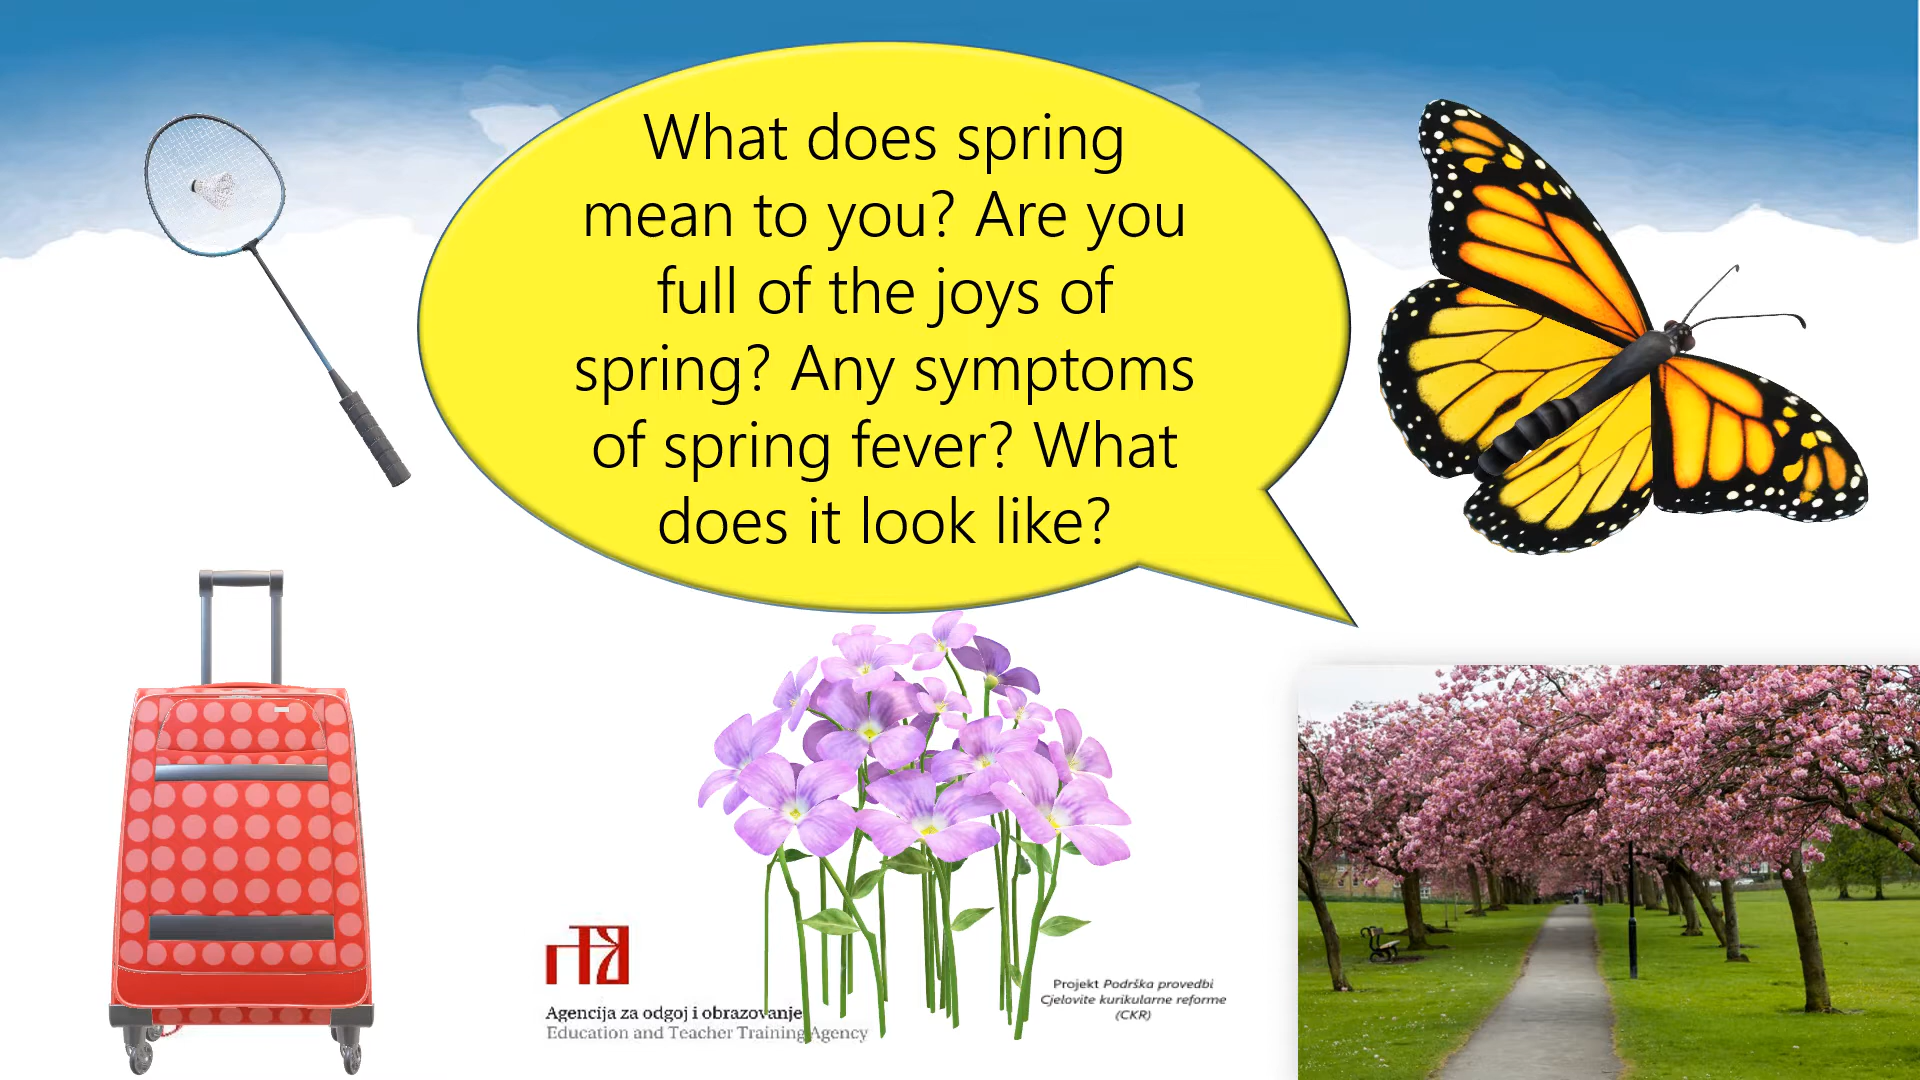 What does spring
mean to you? Are you
full of the joys of
spring? Any symptoms
of spring fever? What
does it look like?
Agencija za odgoj i obrazovanje
Education and Teacher Training Agency
Projekt Podrška provedbi
Cjelovite kurikularne reforme
(CKR)